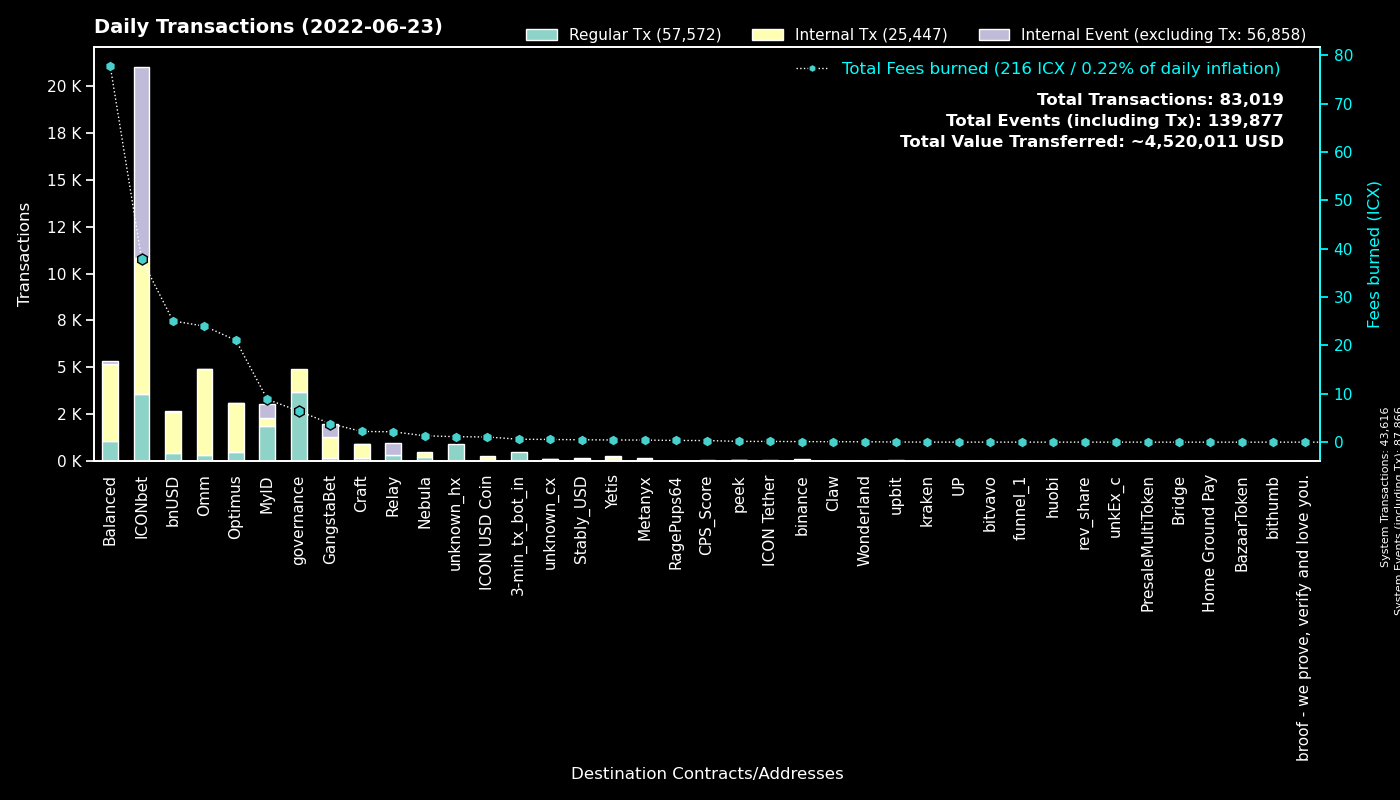 Daily Transactions (2022-06-23)
Regular Tx (57,572)
Internal Tx (25,447)
Internal Event (excluding Tx: 56,858)
Total Fees burned (216 ICX / 0.22% of daily inflation)
Total Transactions: 83,019
Total Events (including Tx): 139,877
Total Value Transferred: ~4,520,011 USD
Transactions
20 K
18 K
15 K
12 K
10 K
8 K
5 K
2 K
0 K
80
70
60
50
40
30
20
10
0
Fees burned (ICX)
System Transactions: 43,616
System Events (including Tx): 87,866
Balanced
ICONbet
bnUSD
Omm
Optimus
MyID
governance
GangstaBet
Craft
Relay
Nebula
unknown_hx
ICON USD Coin
3-min_tx_bot_in
unknown_cx
Stably_USD
Yetis
Metanyx
RagePups64
CPS_Score
peek
ICON Tether
binance
Claw
Wonderland
upbit
kraken
UP
bitvavo
funnel_1
huobi
rev_share
unkEx_c
PresaleMultiToken
Bridge
Home Ground Pay
BazaarToken
bithumb
broof - we prove, verify and love you.
Destination Contracts/Addresses